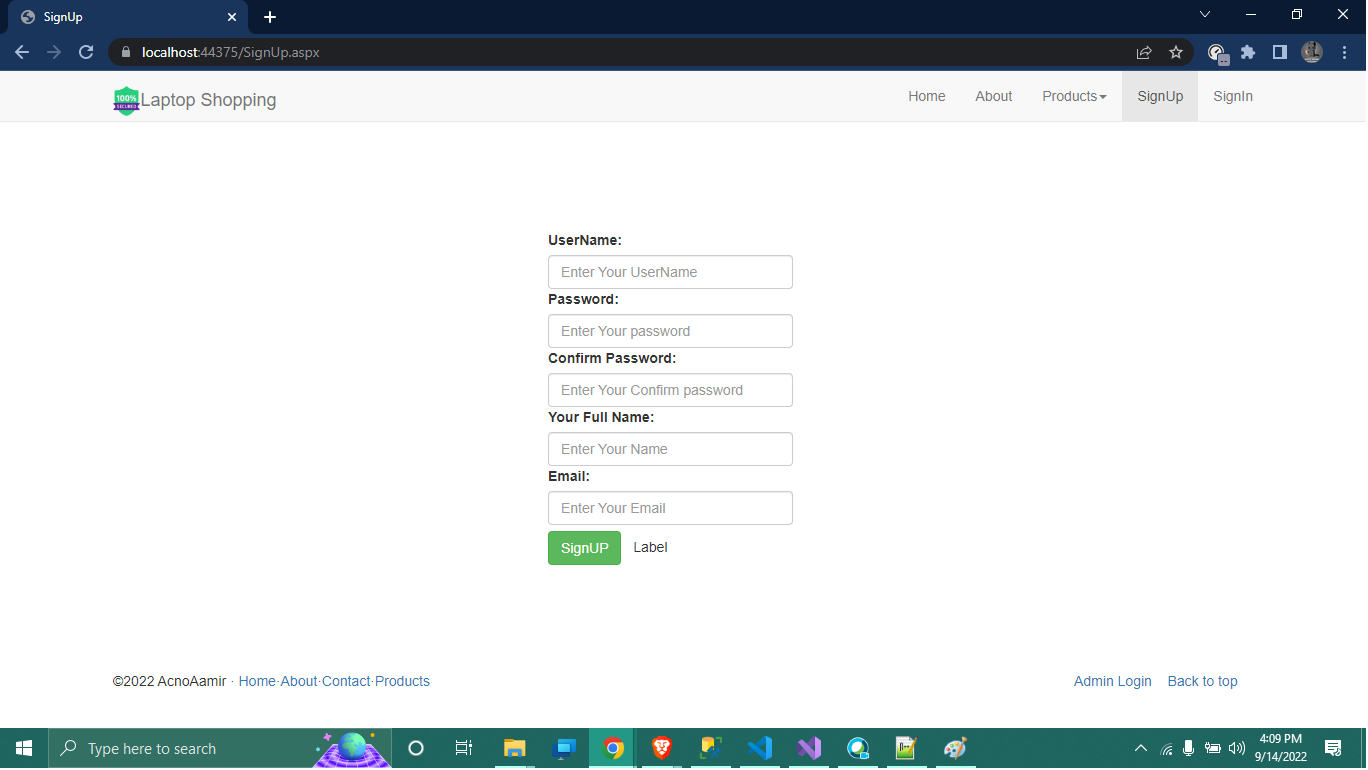 SignUp
localhost:44375/SignUp.aspx
100%
SECURED
Laptop Shopping
Home About Products SignUp SignIn
UserName:
Enter Your UserName
Password:
Enter Your password
Confirm Password:
Enter Your Confirm password
Your Full Name:
Enter Your Name
Email:
Enter Your Email
SignUP Label
©2022 AcnoAamir · Home·About·Contact·Products Admin Login Back to top
Type here to search
4:09 PM
9/14/2022